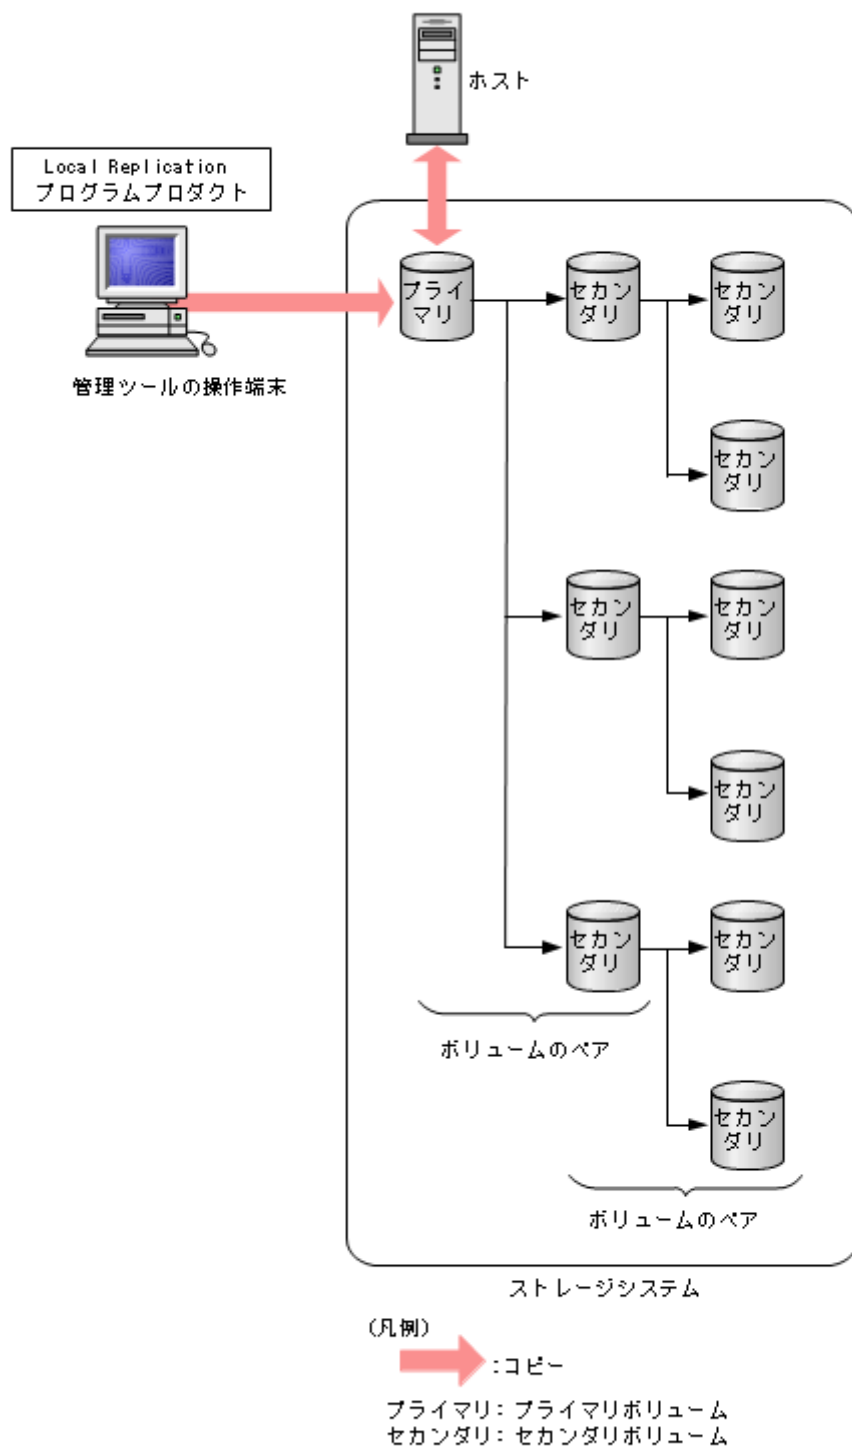 ホスト
Local Replication
プログラムプロダクト
プライ
マリ
セカン
ダリ
セカン
ダリ
管理ツールの操作端末
セカン
ダリ
セカン
ダリ
セカン
ダリ
セカン
ダリ
セカン
ダリ
セカン
ダリ
ボリュームのペア
セカン
ダリ
ボリュームのペア
ストレージシステム
(凡例)
:コピー
プライマリ: プライマリボリューム
セカンダリ: セカンダリボリューム